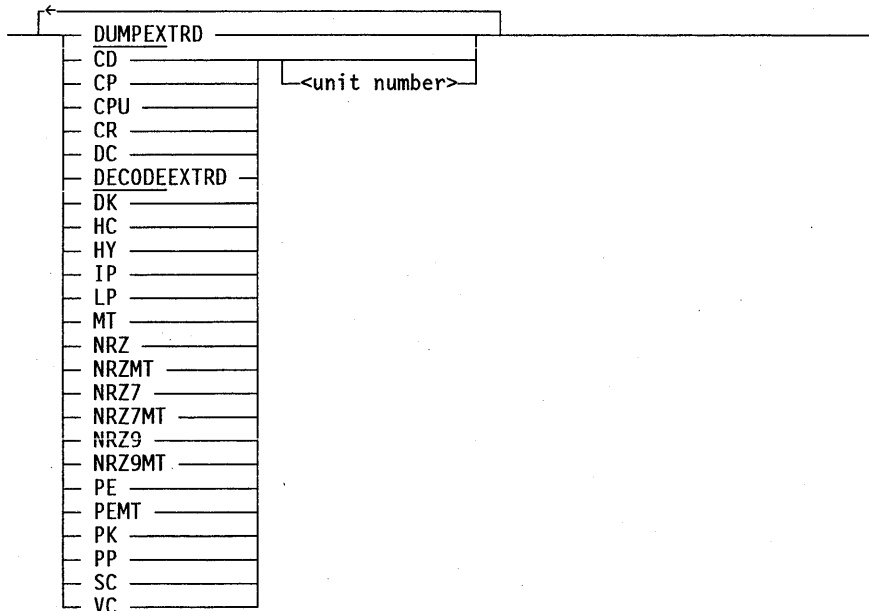 DUMPEXTRD
CD
<unit number>
CP
CPU
CR
DC
DECODEEXTRD
DK
HC
HY
IP
LP
MT
NRZ
NRZMT
NRZ7
NRZ7MT
NRZ9
NRZ9MT
PE
PEMT
PK
PP
SC
VC